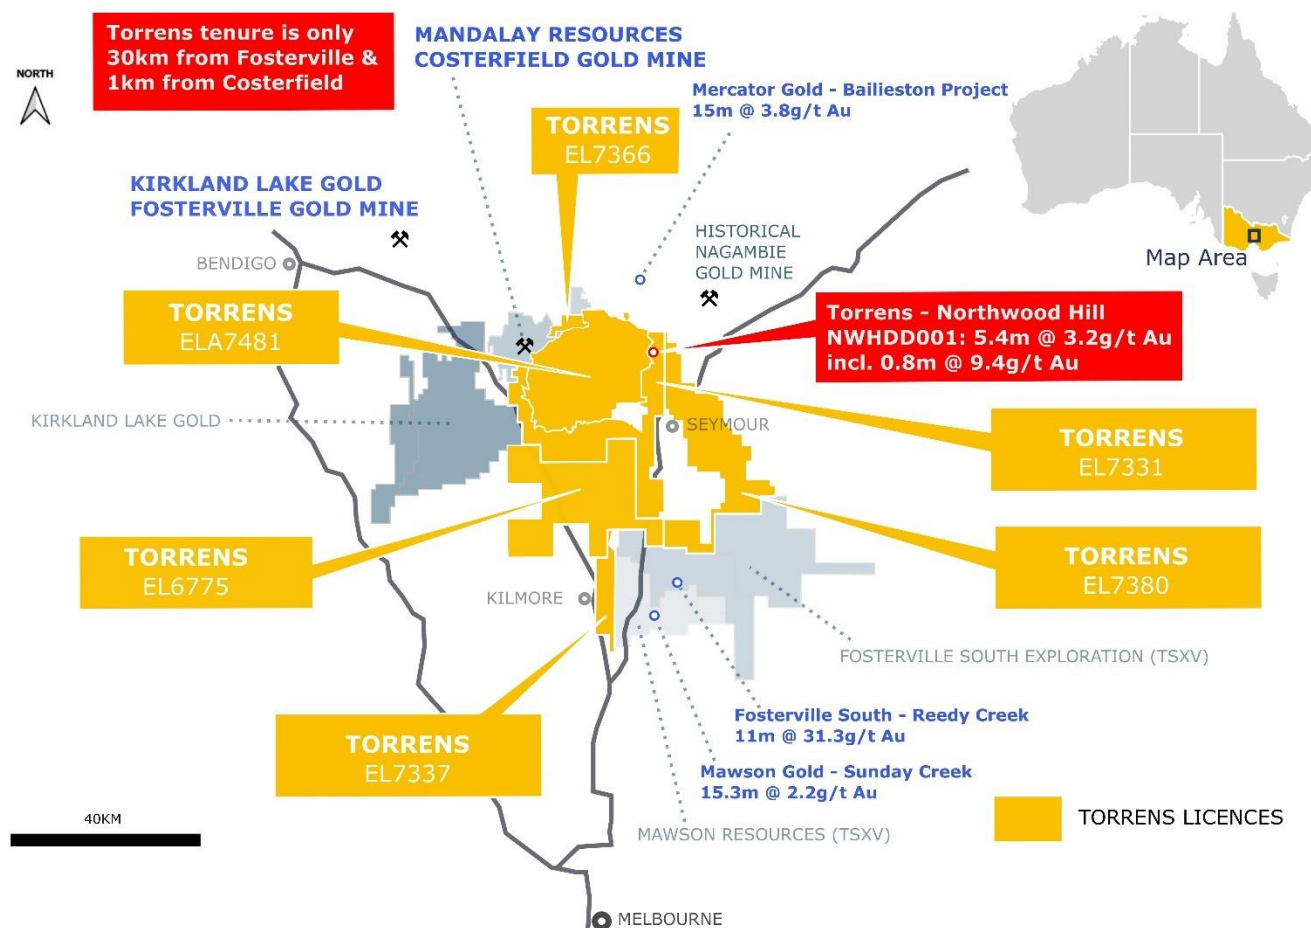 Torrens tenure is only
30km from Fosterville &
1km from Costerfield
NORTH
MANDALAY RESOURCES
COSTERFIELD GOLD MINE
Mercator Gold - Bailieston Project
15m @ 3.8g/t Au
TORRENS
EL7366
KIRKLAND LAKE GOLD
FOSTERVILLE GOLD MINE
HISTORICAL
NAGAMBIE
GOLD MINE
Map Area
BENDIGO
TORRENS
ELA7481
Torrens - Northwood Hill
NWHDD001: 5.4m @ 3.2g/t Au
incl. 0.8m @ 9.4g/t Au
KIRKLAND LAKE GOLD
SEYMOUR
TORRENS
EL7331
TORRENS
EL6775
TORRENS
EL7380
KILMORE
FOSTERVILLE SOUTH EXPLORATION (TSXV)
TORRENS
EL7337
Fosterville South - Reedy Creek
11m @ 31.3g/t Au
Mawson Gold - Sunday Creek
15.3m @ 2.2g/t Au
MAWSON RESOURCES (TSXV)
40KM
TORRENS LICENCES
MELBOURNE